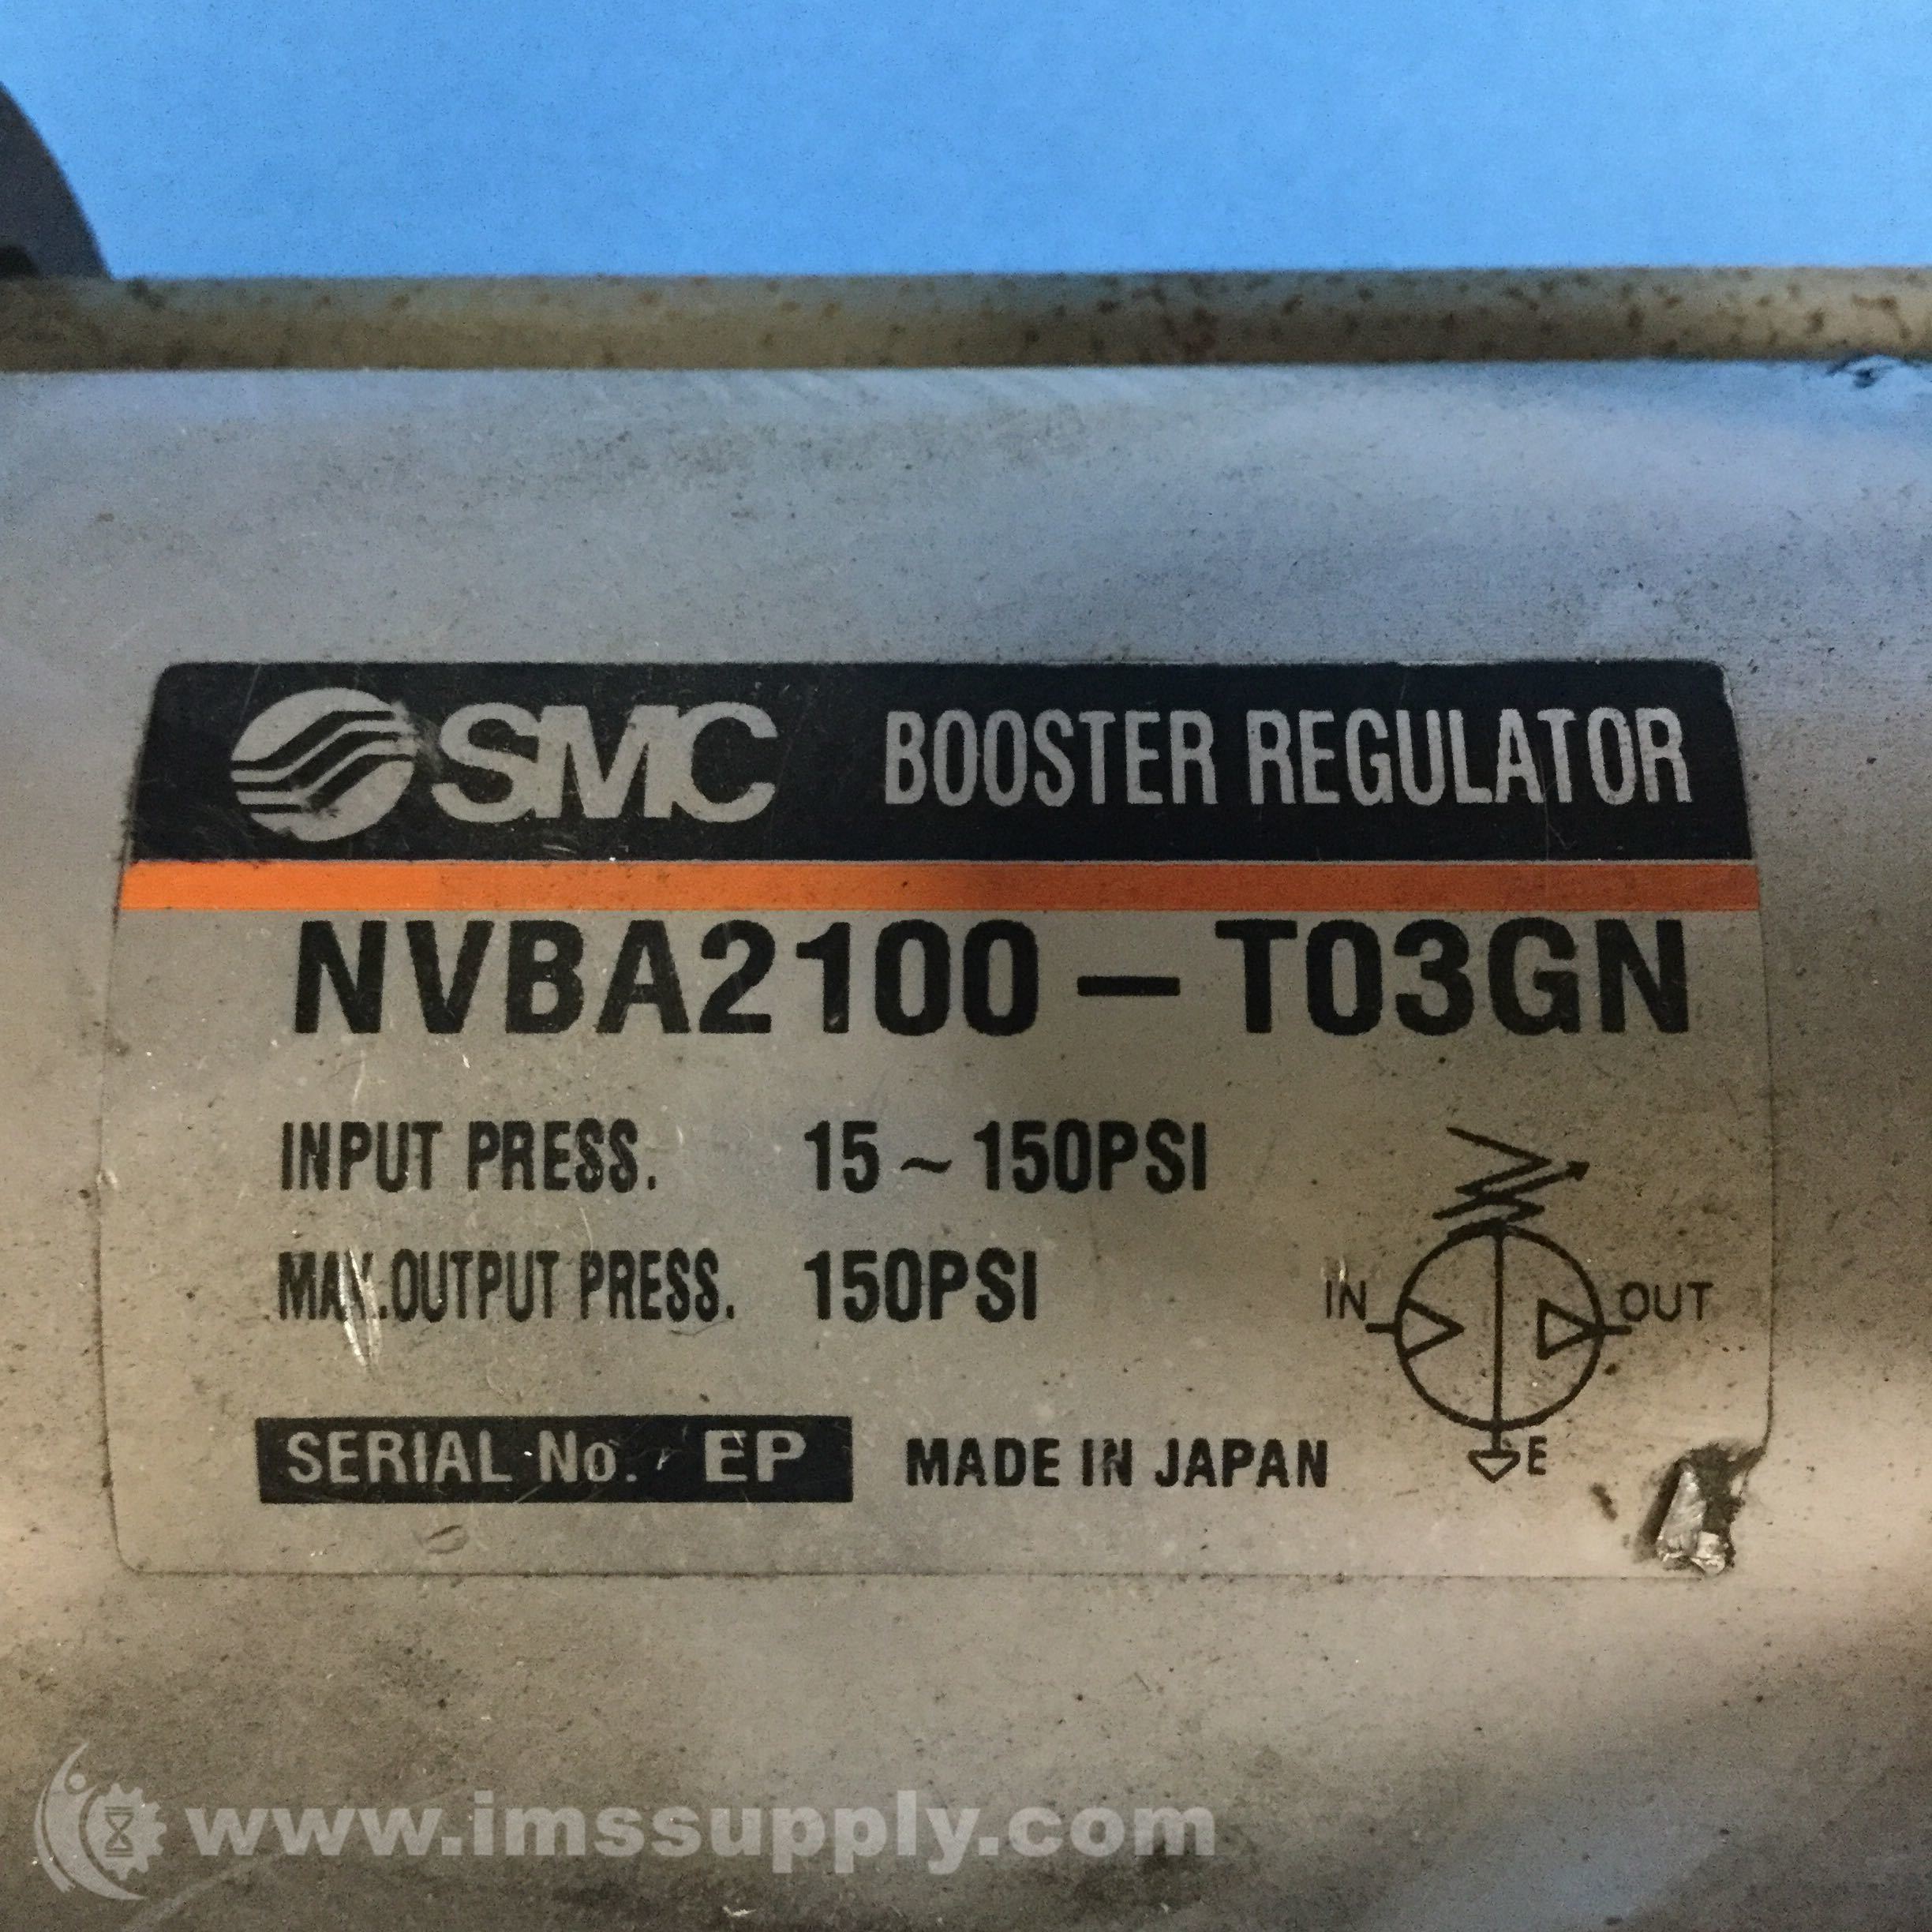 SMC BOOSTER REGULATOR
NVBA2100-T03GN
INPUT PRESS. 15~150PSI
MAX.OUTPUT PRESS. 150PSI
IN OUT
SERIAL No. EP MADE IN JAPAN E
www.imssupply.com